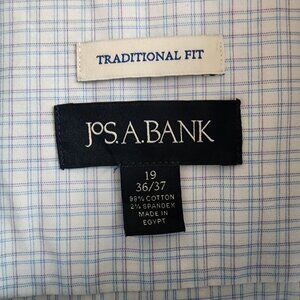 TRADITIONAL FIT
JOS.A.BANK
19
36/37
98% COTTON
2% SPANDEX
MADE IN
EGYPT